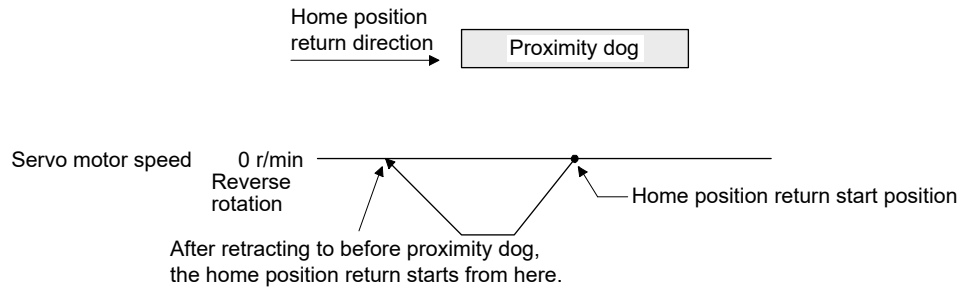 Home position
return direction
Proximity dog
Servo motor speed 0 r/min
Reverse
rotation
Home position return start position
After retracting to before proximity dog,
the home position return starts from here.